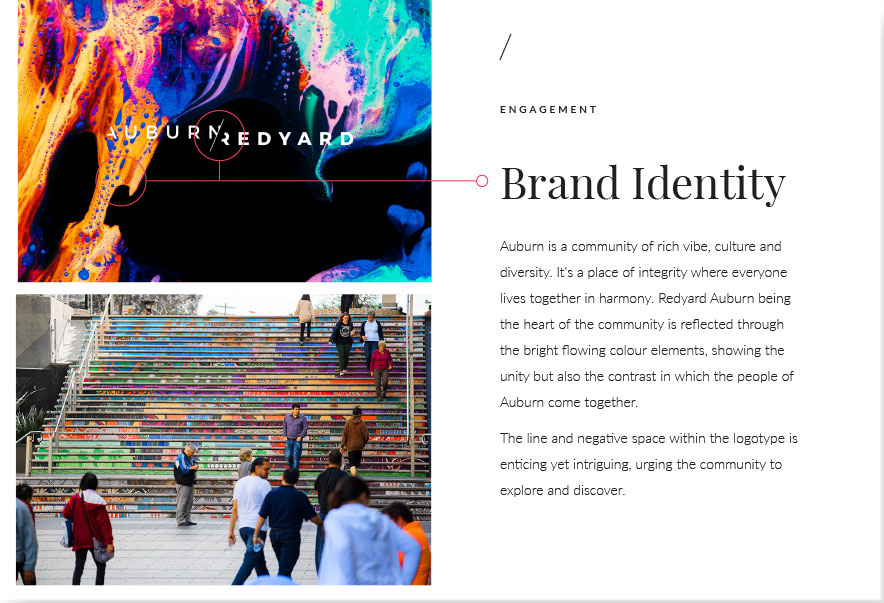 AUBURN
REDYARD
/
ENGAGEMENT
Brand Identity
Auburn is a community of rich vibe, culture and
diversity. It's a place of integrity where everyone
lives together in harmony. Redyard Auburn being
the heart of the community is reflected through
the bright flowing colour elements, showing the
unity but also the contrast in which the people of
Auburn come together.
The line and negative space within the logotype is
enticing yet intriguing, urging the community to
explore and discover.